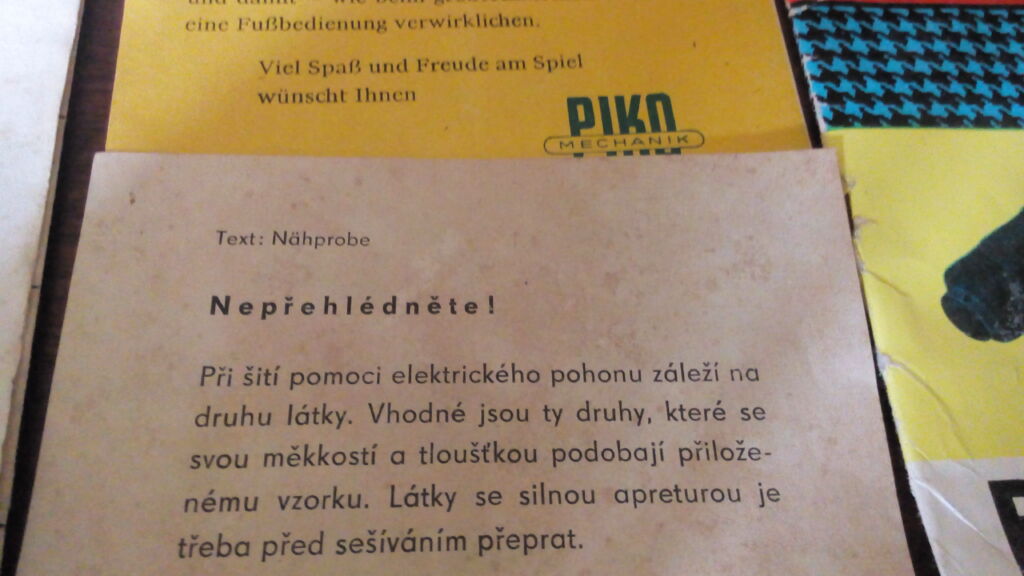 eine Fußbedienung verwirklichen.
Viel Spaß und Freude am Spiel
wünscht Ihnen
PIKO
MECHANIK
Text: Nähprobe
Nepřehlédněte!
Při šití pomoci elektrického pohonu záleží na
druhu látky. Vhodné jsou ty druhy, které se
svou měkkostí a tloušťkou podobají přilože-
nému vzorku. Látky se silnou apreturou je
třeba před sešíváním přeprat.